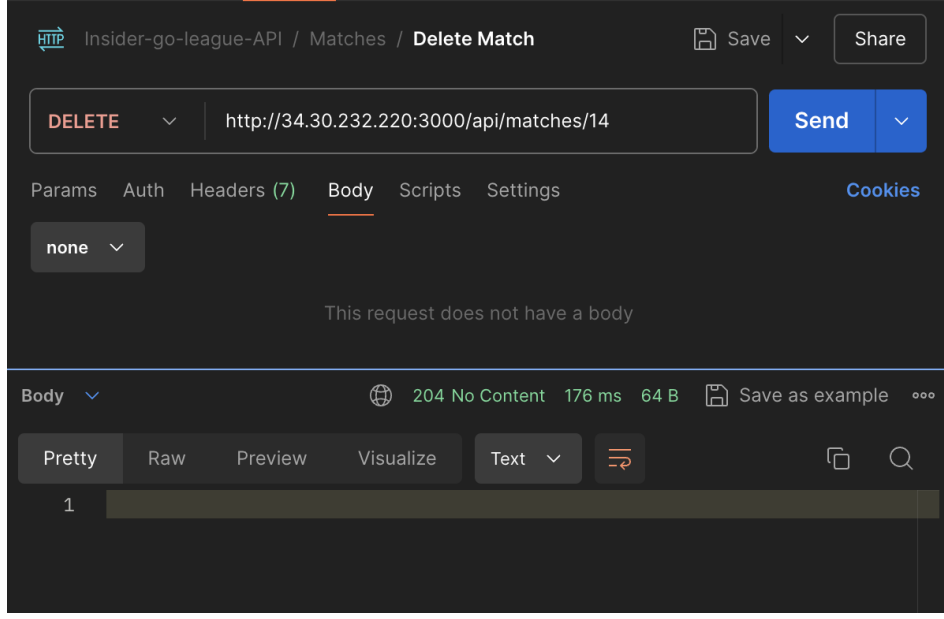 HTTP Insider-go-league-API / Matches / Delete Match Save Share
DELETE http://34.30.232.220:3000/api/matches/14 Send
Params Auth Headers (7) Body Scripts Settings Cookies
none
This request does not have a body
Body 204 No Content 176 ms 64 B Save as example
Pretty Raw Preview Visualize Text
1